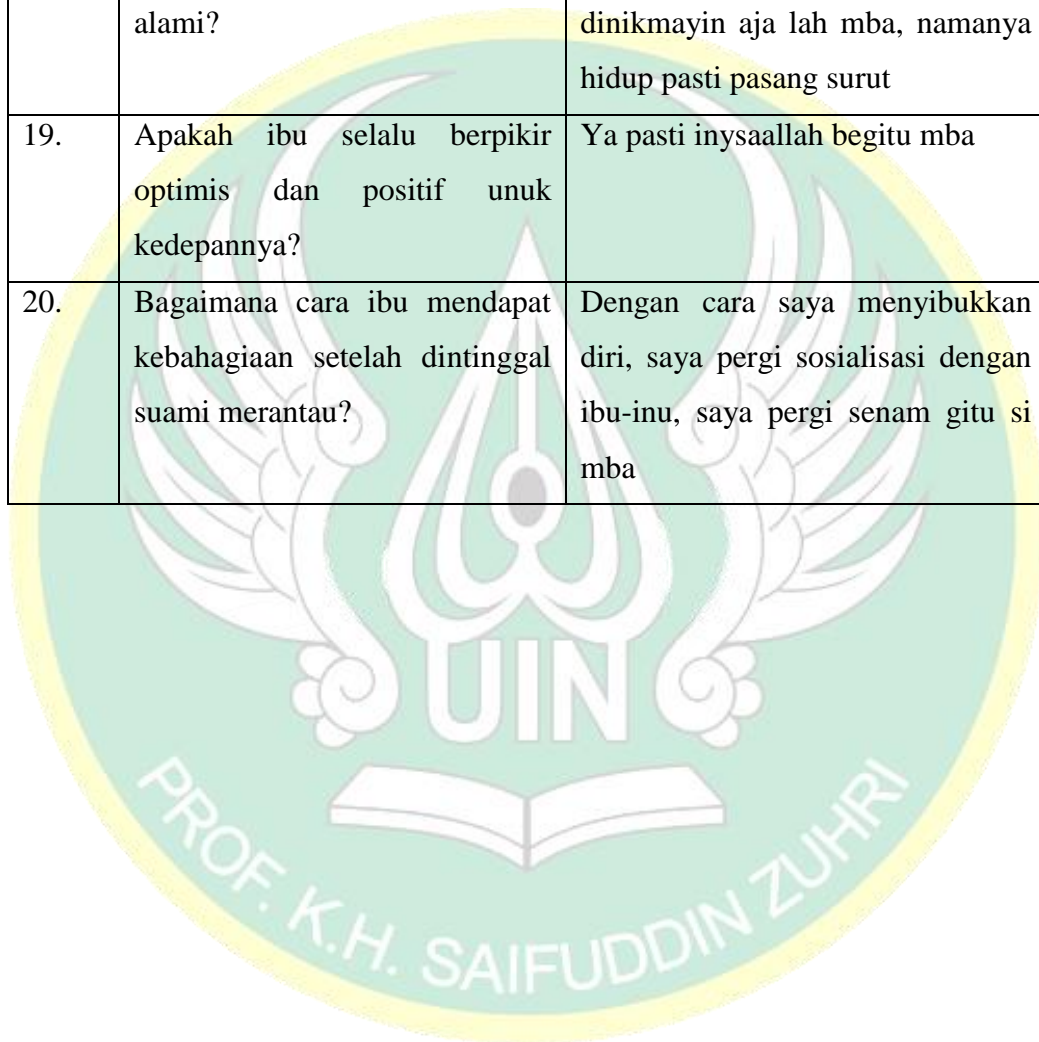 alami?
dinikmayin aja lah mba, namanya
hidup pasti pasang surut
19.
Apakah ibu selalu berpikir
optimis dan positif unuk
kedepannya?
Ya pasti inysaallah begitu mba
20.
Bagaimana cara ibu mendapat
kebahagiaan setelah dintinggal
suami merantau?
Dengan cara saya menyibukkan
diri, saya pergi sosialisasi dengan
ibu-inu, saya pergi senam gitu si
mba
UIN
PROF. K.H. SAIFUDDIN ZUHRI